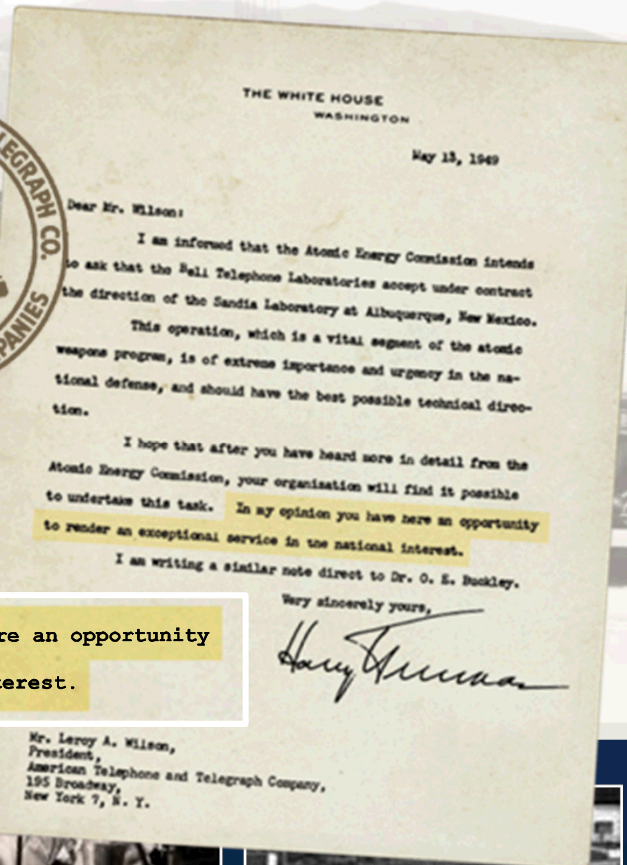 THE WHITE HOUSE
WASHINGTON
May 13, 1949
Dear Mr. Wilson:
I am informed that the Atomic Energy Commission intends
to ask that the Bell Telephone Laboratories accept under contract
the direction of the Sandia Laboratory at Albuquerque, New Mexico.
This operation, which is a vital segment of the atomic
weapons program, is of extreme importance and urgency in the na-
tional defense, and should have the best possible technical direc-
tion.
I hope that after you have heard more in detail from the
Atomic Energy Commission, your organization will find it possible
to undertake this task. In my opinion you have here an opportunity
to render an exceptional service in the national interest.
I am writing a similar note direct to Dr. O. E. Buckley.
Very sincerely yours,
Harry Truman
re an opportunity
terest.
Mr. Leroy A. Wilson,
President,
American Telephone and Telegraph Company,
195 Broadway,
New York 7, N. Y.
LEGRAPH CO.
PANIES